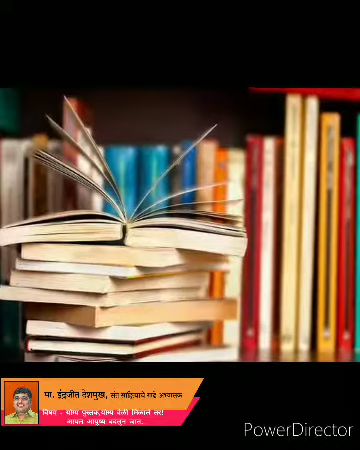 मा. इंद्रजीत देशमुख, संत साहित्याचे गाढे अभ्यासक
विषय - योग्य पुस्तक,योग्य वेळी मिळाले तर!
आपले आयुष्य बदलून जाते.
PowerDirector